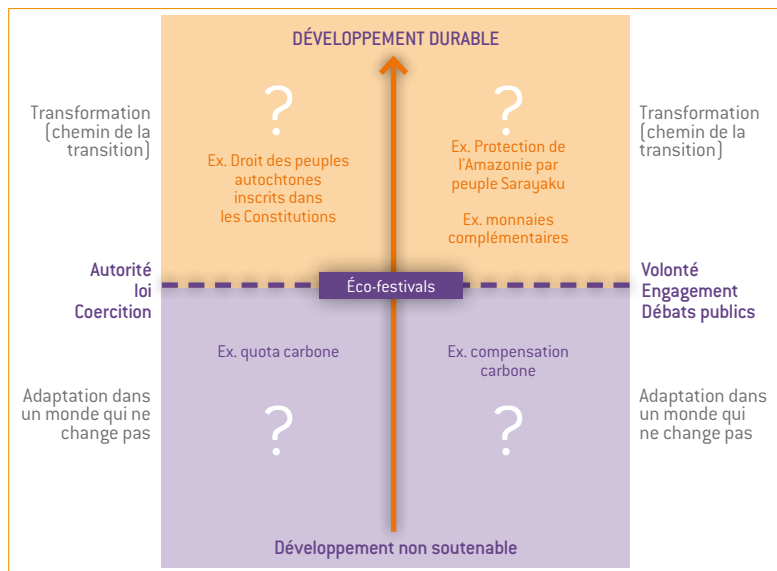 DÉVELOPPEMENT DURABLE
Transformation
(chemin de la
transition)
?
Ex. Droit des peuples
autochtones
inscrits dans
les Constitutions
?
Ex. Protection de
l'Amazonie par
peuple Sarayaku
Ex. monnaies
complémentaires
Transformation
(chemin de la
transition)
Autorité
loi
Coercition
Éco-festivals
Volonté
Engagement
Débats publics
Adaptation dans
un monde qui ne
change pas
Ex. quota carbone
?
Ex. compensation
carbone
?
Adaptation dans
un monde qui
ne change pas
Développement non soutenable